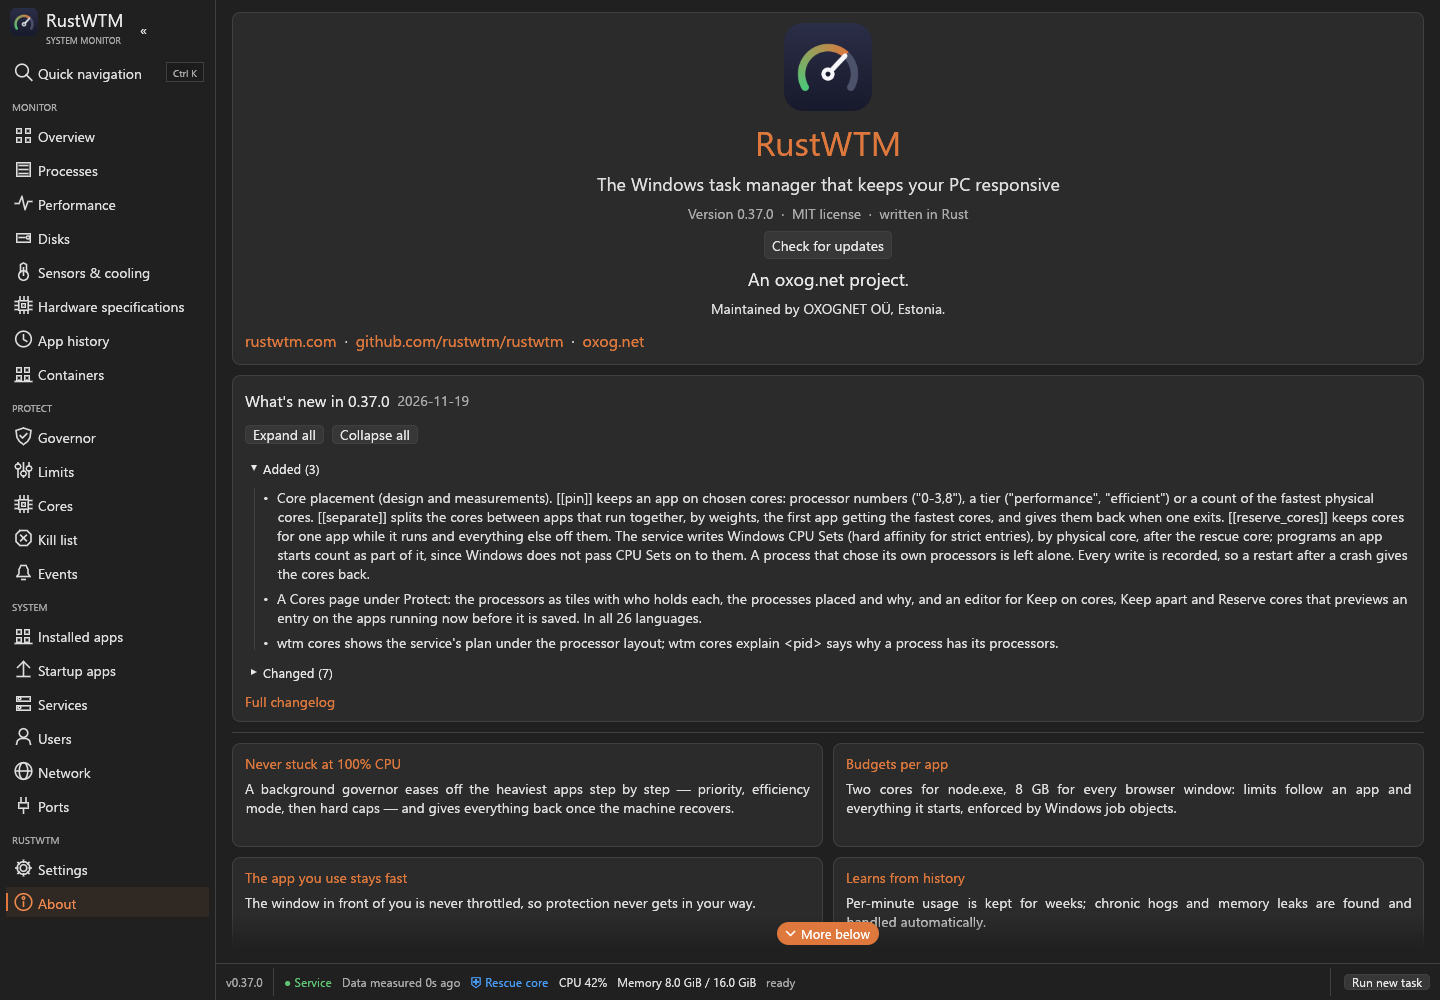 RustWTM
SYSTEM MONITOR
«
Quick navigation
Ctrl K
MONITOR
Overview
Processes
Performance
Disks
Sensors & cooling
Hardware specifications
App history
Containers
PROTECT
Governor
Limits
Cores
Kill list
Events
SYSTEM
Installed apps
Startup apps
Services
Users
Network
Ports
RUSTWTM
Settings
About
RustWTM
The Windows task manager that keeps your PC responsive
Version 0.37.0 · MIT license · written in Rust
Check for updates
An oxog.net project.
Maintained by OXOGNET OÜ, Estonia.
rustwtm.com · github.com/rustwtm/rustwtm · oxog.net
What's new in 0.37.0 2026-11-19
Expand all Collapse all
Added (3)
• Core placement (design and measurements). [[pin]] keeps an app on chosen cores: processor numbers ("0-3,8"), a tier ("performance", "efficient") or a count of the fastest physical
cores. [[separate]] splits the cores between apps that run together, by weights, the first app getting the fastest cores, and gives them back when one exits. [[reserve_cores]] keeps cores
for one app while it runs and everything else off them. The service writes Windows CPU Sets (hard affinity for strict entries), by physical core, after the rescue core; programs an app
starts count as part of it, since Windows does not pass CPU Sets on to them. A process that chose its own processors is left alone. Every write is recorded, so a restart after a crash gives
the cores back.
• A Cores page under Protect: the processors as tiles with who holds each, the processes placed and why, and an editor for Keep on cores, Keep apart and Reserve cores that previews an
entry on the apps running now before it is saved. In all 26 languages.
• wtm cores shows the service's plan under the processor layout; wtm cores explain <pid> says why a process has its processors.
Changed (7)
Full changelog
Never stuck at 100% CPU
A background governor eases off the heaviest apps step by step — priority, efficiency
mode, then hard caps — and gives everything back once the machine recovers.
Budgets per app
Two cores for node.exe, 8 GB for every browser window: limits follow an app and
everything it starts, enforced by Windows job objects.
The app you use stays fast
The window in front of you is never throttled, so protection never gets in your way.
Learns from history
Per-minute usage is kept for weeks; chronic hogs and memory leaks are found and
handled automatically.
More below
v0.37.0 Service Data measured 0s ago Rescue core CPU 42% Memory 8.0 GiB / 16.0 GiB ready Run new task